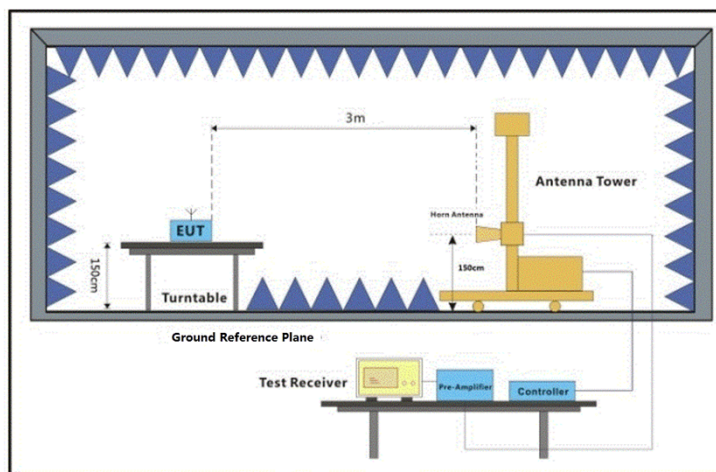 3m
Antenna Tower
Horn Antenna
EUT
150cm
150cm
Turntable
Ground Reference Plane
Test Receiver
Pre-Amplifier
Controller